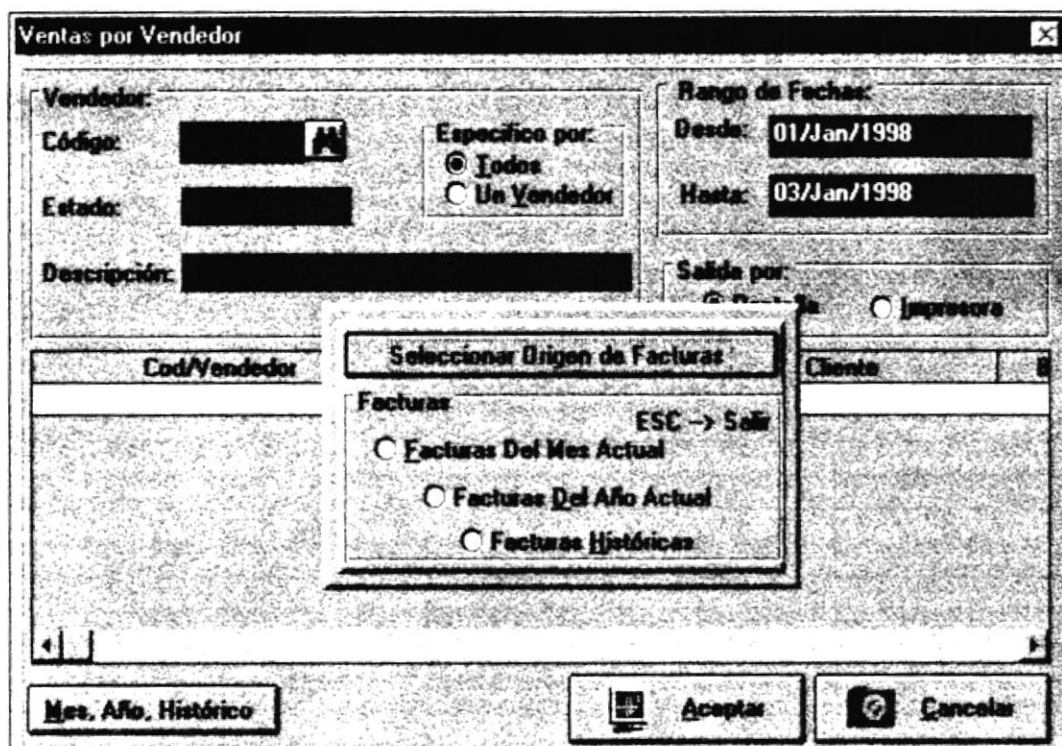 Ventas por Vendedor
Vendedor:
Código:
Estado:
Descripción:
Específico por:
Todos
Un Vendedor
Rango de Fechas:
Desde: 01/Jan/1998
Hasta: 03/Jan/1998
Salida por:
Impresora
Cod/Vendedor
Cliente
Seleccionar Origen de Facturas
Facturas
ESC -> Salir
Facturas Del Mes Actual
Facturas Del Año Actual
Facturas Históricas
Mes, Año, Histórico
Aceptar
Cancelar